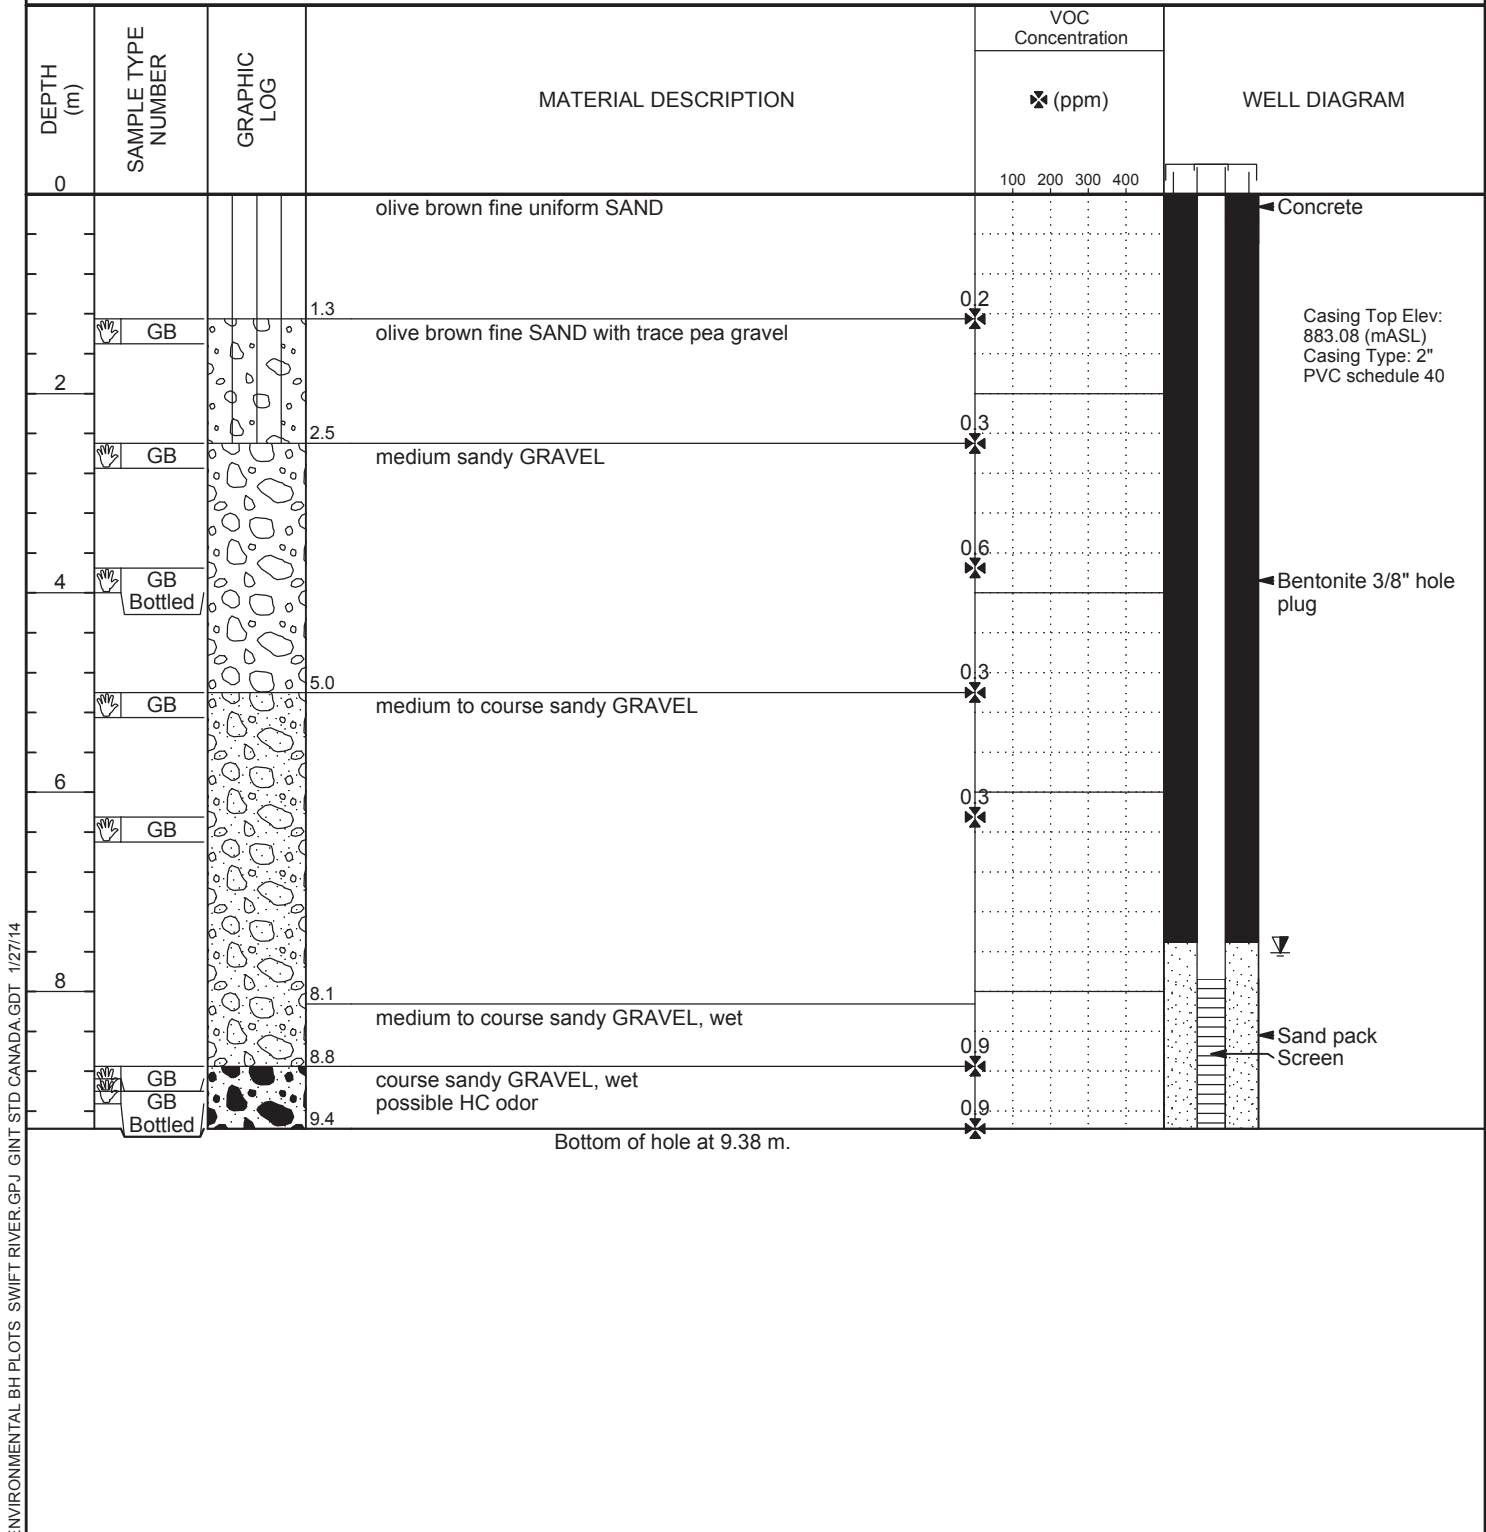 DEPTH
(m)
SAMPLE TYPE
NUMBER
GRAPHIC
LOG
MATERIAL DESCRIPTION
VOC
Concentration
(ppm)
WELL DIAGRAM
0
100 200 300 400
olive brown fine uniform SAND
Concrete
0.2
1.3
GB
olive brown fine SAND with trace pea gravel
Casing Top Elev:
883.08 (mASL)
Casing Type: 2"
PVC schedule 40
2
0.3
2.5
GB
medium sandy GRAVEL
0.6
4
GB
Bottled
Bentonite 3/8" hole
plug
0.3
5.0
GB
medium to course sandy GRAVEL
6
0.3
GB
8
8.1
medium to course sandy GRAVEL, wet
Sand pack
Screen
0.9
8.8
GB
course sandy GRAVEL, wet
GB
possible HC odor
Bottled
0.9
9.4
Bottom of hole at 9.38 m.
ENVIRONMENTAL BH PLOTS SWIFT RIVER.GPJ GINT STD CANADA.GDT 1/27/14